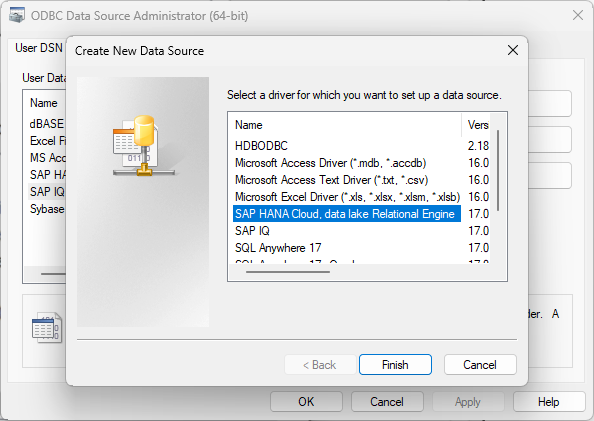 ODBC Data Source Administrator (64-bit)
User DSN
User Data
Name
dBASE
Excel Fi
MS Acc
SAP HA
SAP IQ
Sybase
Create New Data Source
Select a driver for which you want to set up a data source.
Name Vers
HDBODBC 2.18
Microsoft Access Driver (*.mdb, *.accdb) 16.0
Microsoft Access Text Driver (*.txt, *.csv) 16.0
Microsoft Excel Driver (*.xls, *.xlsx, *.xlsm, *.xlsb) 16.0
SAP HANA Cloud, data lake Relational Engine 17.0
SAP IQ 17.0
SQL Anywhere 17 17.0
der. A
< Back Finish Cancel
OK Cancel Apply Help